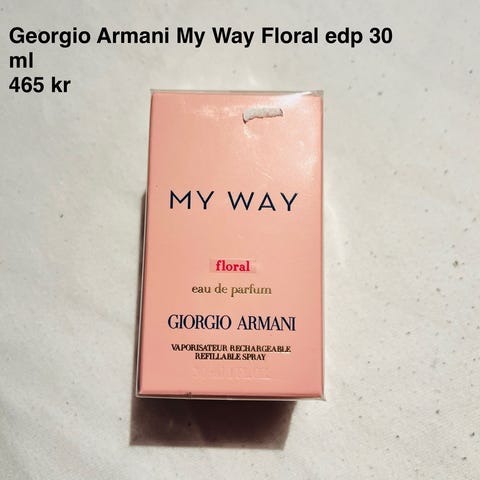 Georgio Armani My Way Floral edp 30
ml
465 kr
MY WAY
floral
eau de parfum
GIORGIO ARMANI
VAPORISATEUR RECHARGEABLE
REFILLABLE SPRAY